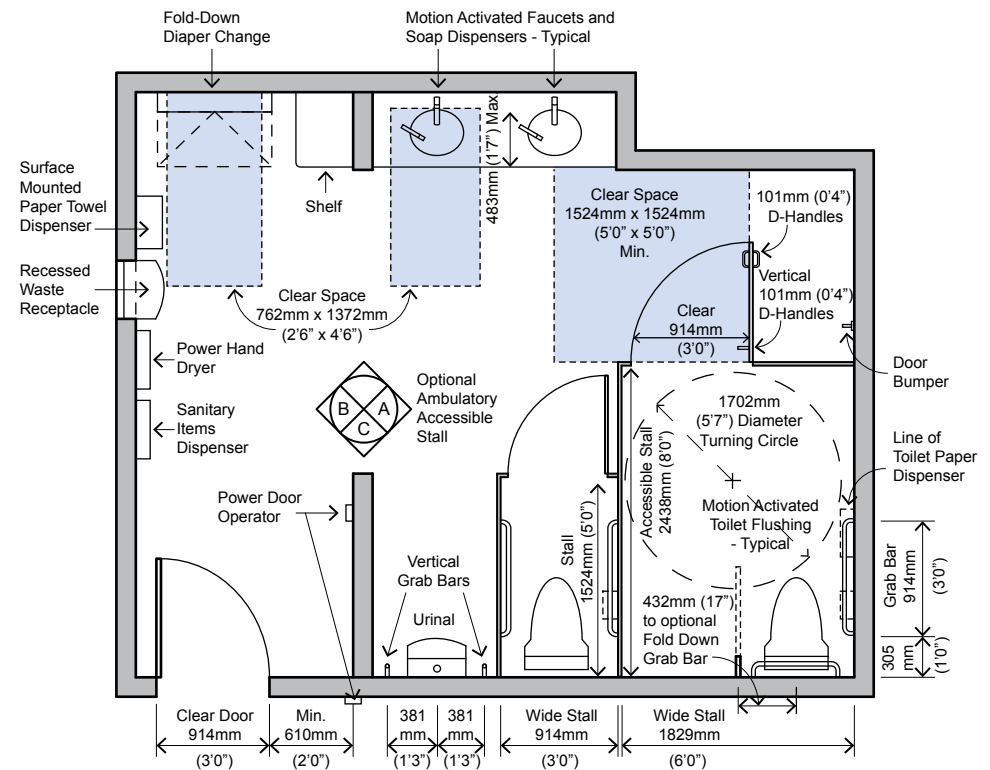 Fold-Down
Diaper Change
Motion Activated Faucets and
Soap Dispensers - Typical
Surface
Mounted
Paper Towel
Dispenser
Recessed
Waste
Receptacle
Shelf
483mm (1’7”) Max
Clear Space
1524mm x 1524mm
(5’0” x 5’0”)
Min.
101mm (0’4”)
D-Handles
Vertical
101mm (0’4”)
D-Handles
Clear Space
762mm x 1372mm
(2’6” x 4’6”)
Clear
914mm
(3’0”)
Door
Bumper
Power Hand
Dryer
Sanitary
Items
Dispenser
B
A
C
Optional
Ambulatory
Accessible
Stall
1702mm
(5’7”) Diameter
Turning Circle
Accessible Stall
2438mm (8’0”)
Line of
Toilet Paper
Dispenser
Power Door
Operator
Motion Activated
Toilet Flushing
- Typical
Vertical
Grab Bars
Urinal
Stall
1524mm (5’0”)
432mm (17”)
to optional
Fold Down
Grab Bar
Grab Bar
914mm
(3’0”)
305
mm
(1’0”)
Clear Door
914mm
(3’0”)
Min.
610mm
(2’0”)
381
mm
(1’3”)
381
mm
(1’3”)
Wide Stall
914mm
(3’0”)
Wide Stall
1829mm
(6’0”)